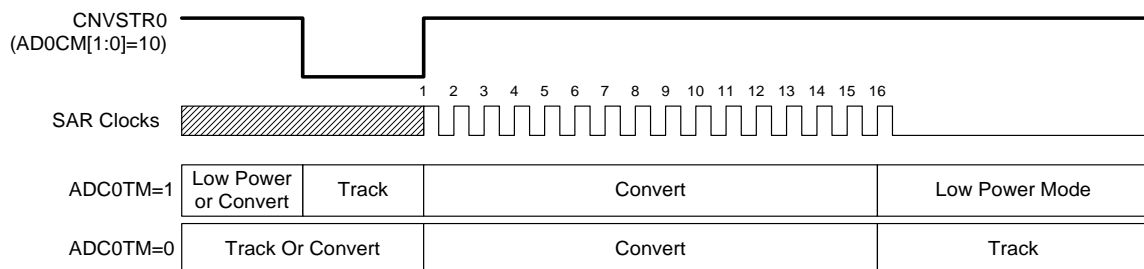 CNVSTR0
(AD0CM[1:0]=10)
1 2 3 4 5 6 7 8 9 10 11 12 13 14 15 16
SAR Clocks
ADC0TM=1
Low Power
or Convert
Track
Convert
Low Power Mode
ADC0TM=0
Track Or Convert
Convert
Track